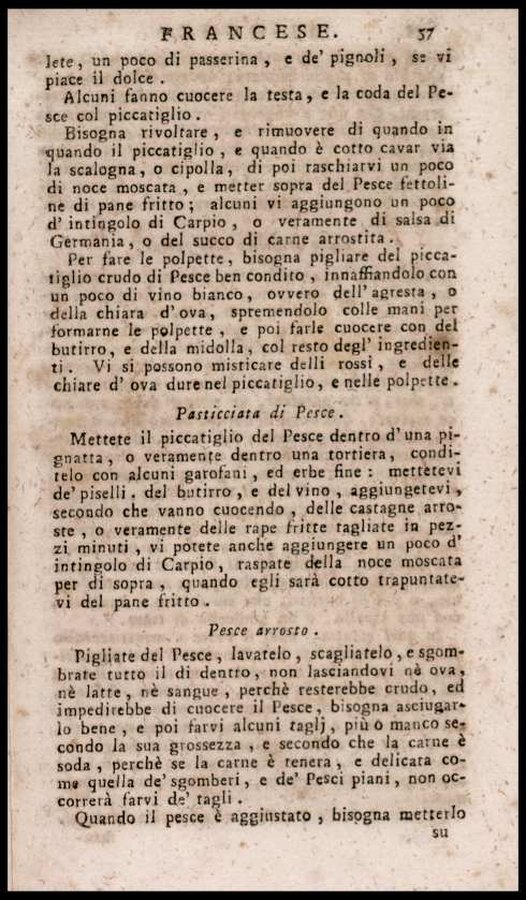 FRANCESE. 57
lete, un poco di passerina, e de' pignoli, se vi
piace il dolce.
Alcuni fanno cuocere la testa, e la coda del Pe-
sce col piccatiglio.
Bisogna rivoltare, e rimuovere di quando in
quando il piccatiglio, e quando è cotto cavar via
la scalogna, o cipolla, di poi raschiarvi un poco
di noce moscata, e metter sopra del Pesce fettoli-
ne di pane fritto; alcuni vi aggiungono un poco
d'intingolo di Carpio, o veramente di salsa di
Germania, o del succo di carne arrostita.
Per fare le polpette, bisogna pigliare del picca-
tiglio crudo di Pesce ben condito, innaffiandolo con
un poco di vino bianco, ovvero dell'agresta, o
della chiara d'ova, spremendolo colle mani per
formarne le polpette, e poi farle cuocere con del
butirro, e della midolla, col resto degl'ingredien-
ti. Vi si possono misticare delli rossi, e delle
chiare d'ova dure nel piccatiglio, e nelle polpette.
Pasticciata di Pesce.
Mettete il piccatiglio del Pesce dentro d'una pi-
gnatta, o veramente dentro una tortiera, condi-
telo con alcuni garofani, ed erbe fine: mettetevi
de' piselli. del butirro, e del vino, aggiungetevi,
secondo che vanno cuocendo, delle castagne arro-
ste, o veramente delle rape fritte tagliate in pez-
zi minuti, vi potete anche aggiungere un poco d'
intingolo di Carpio, raspate della noce moscata
per di sopra, quando egli sarà cotto trapuntate-
vi del pane fritto.
Pesce arrosto.
Pigliate del Pesce, lavatelo, scagliatelo, e sgom-
brate tutto il di dentro, non lasciandovi nè ova,
nè latte, nè sangue, perchè resterebbe crudo, ed
impedirebbe di cuocere il Pesce, bisogna asciugar-
lo bene, e poi farvi alcuni taglj, più o manco se-
condo la sua grossezza, e secondo che la carne è
soda, perchè se la carne è tenera, e delicata co-
me quella de' sgomberi, e de' Pesci piani, non oc-
correrà farvi de' tagli.
Quando il pesce è aggiustato, bisogna metterlo
su